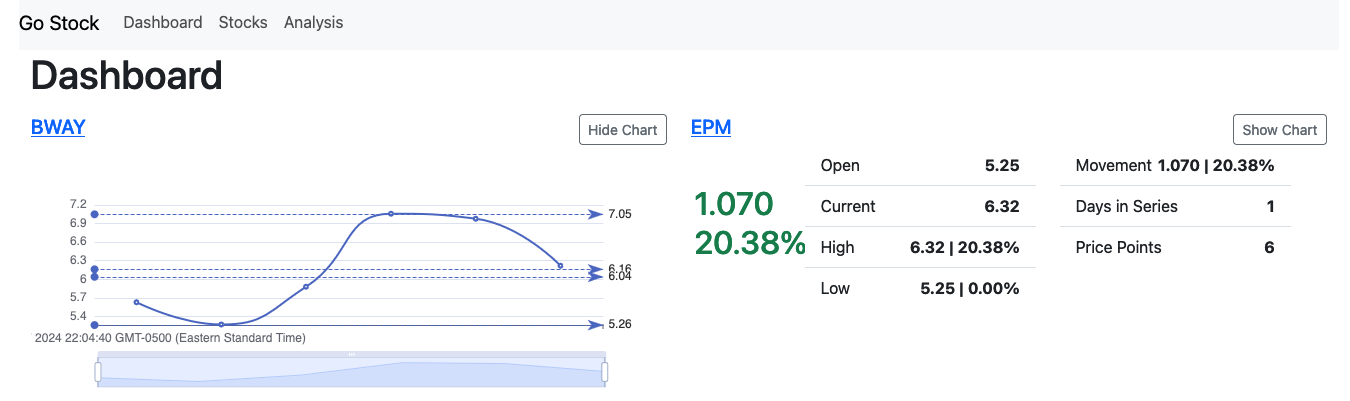 Go Stock Dashboard Stocks Analysis
Dashboard
BWAY Hide Chart
7.2
6.9
6.6
6.3
6
5.7
5.4
7.05
6.16
6.04
5.26
2024 22:04:40 GMT-0500 (Eastern Standard Time)
EPM Show Chart
1.070
20.38%
Open 5.25
Current 6.32
High 6.32 | 20.38%
Low 5.25 | 0.00%
Movement 1.070 | 20.38%
Days in Series 1
Price Points 6